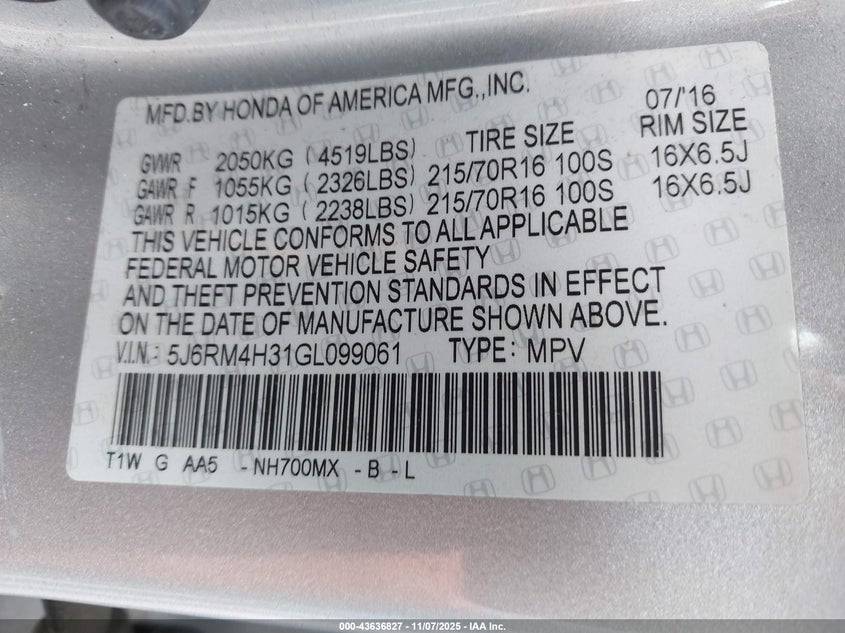 MFD.BY HONDA OF AMERICA MFG.,INC. 07/'16
GVWR 2050KG (4519LBS) TIRE SIZE RIM SIZE
GAWR F 1055KG (2326LBS) 215/70R16 100S 16X6.5J
GAWR R 1015KG (2238LBS) 215/70R16 100S 16X6.5J
THIS VEHICLE CONFORMS TO ALL APPLICABLE
FEDERAL MOTOR VEHICLE SAFETY
AND THEFT PREVENTION STANDARDS IN EFFECT
ON THE DATE OF MANUFACTURE SHOWN ABOVE.
V.I.N.: 5J6RM4H31GL099061 TYPE: MPV
T1W G AA5 -NH700MX -B -L
000-43636827 - 11/07/2025 - IAA Inc.